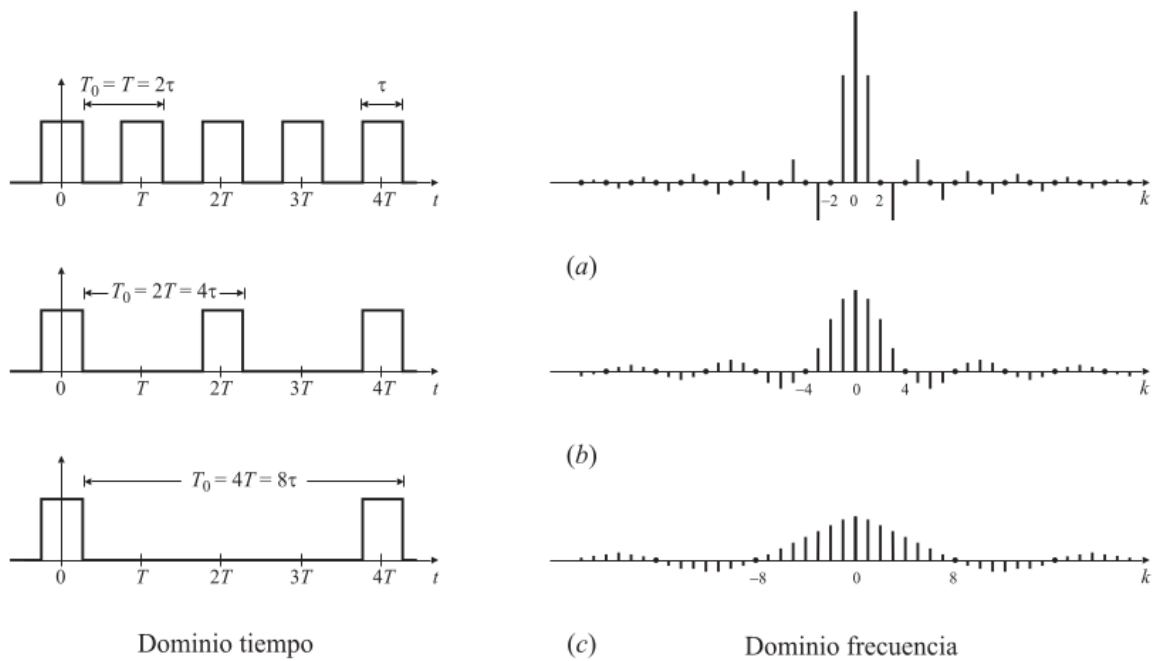 T₀ = T = 2τ
τ
0 T 2T 3T 4T t
–2 0 2 k
(a)
T₀ = 2T = 4τ
0 T 2T 3T 4T t
–4 0 4 k
(b)
T₀ = 4T = 8τ
0 T 2T 3T 4T t
–8 0 8 k
Dominio tiempo
(c)
Dominio frecuencia